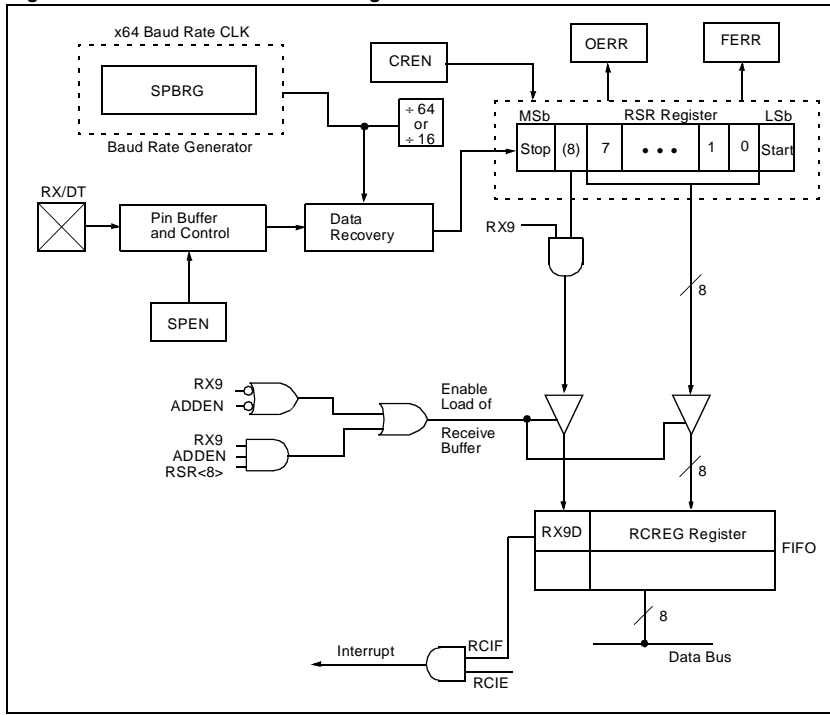 x64 Baud Rate CLK
SPBRG
Baud Rate Generator
CREN
OERR
FERR
÷ 64
or
÷ 16
MSb
RSR Register
LSb
Stop
(8)
7
• • •
1
0
Start
RX/DT
Pin Buffer
and Control
Data
Recovery
RX9
SPEN
8
RX9
ADDEN
RX9
ADDEN
RSR<8>
Enable
Load of
Receive
Buffer
8
RX9D
RCREG Register
FIFO
8
Interrupt
RCIF
RCIE
Data Bus